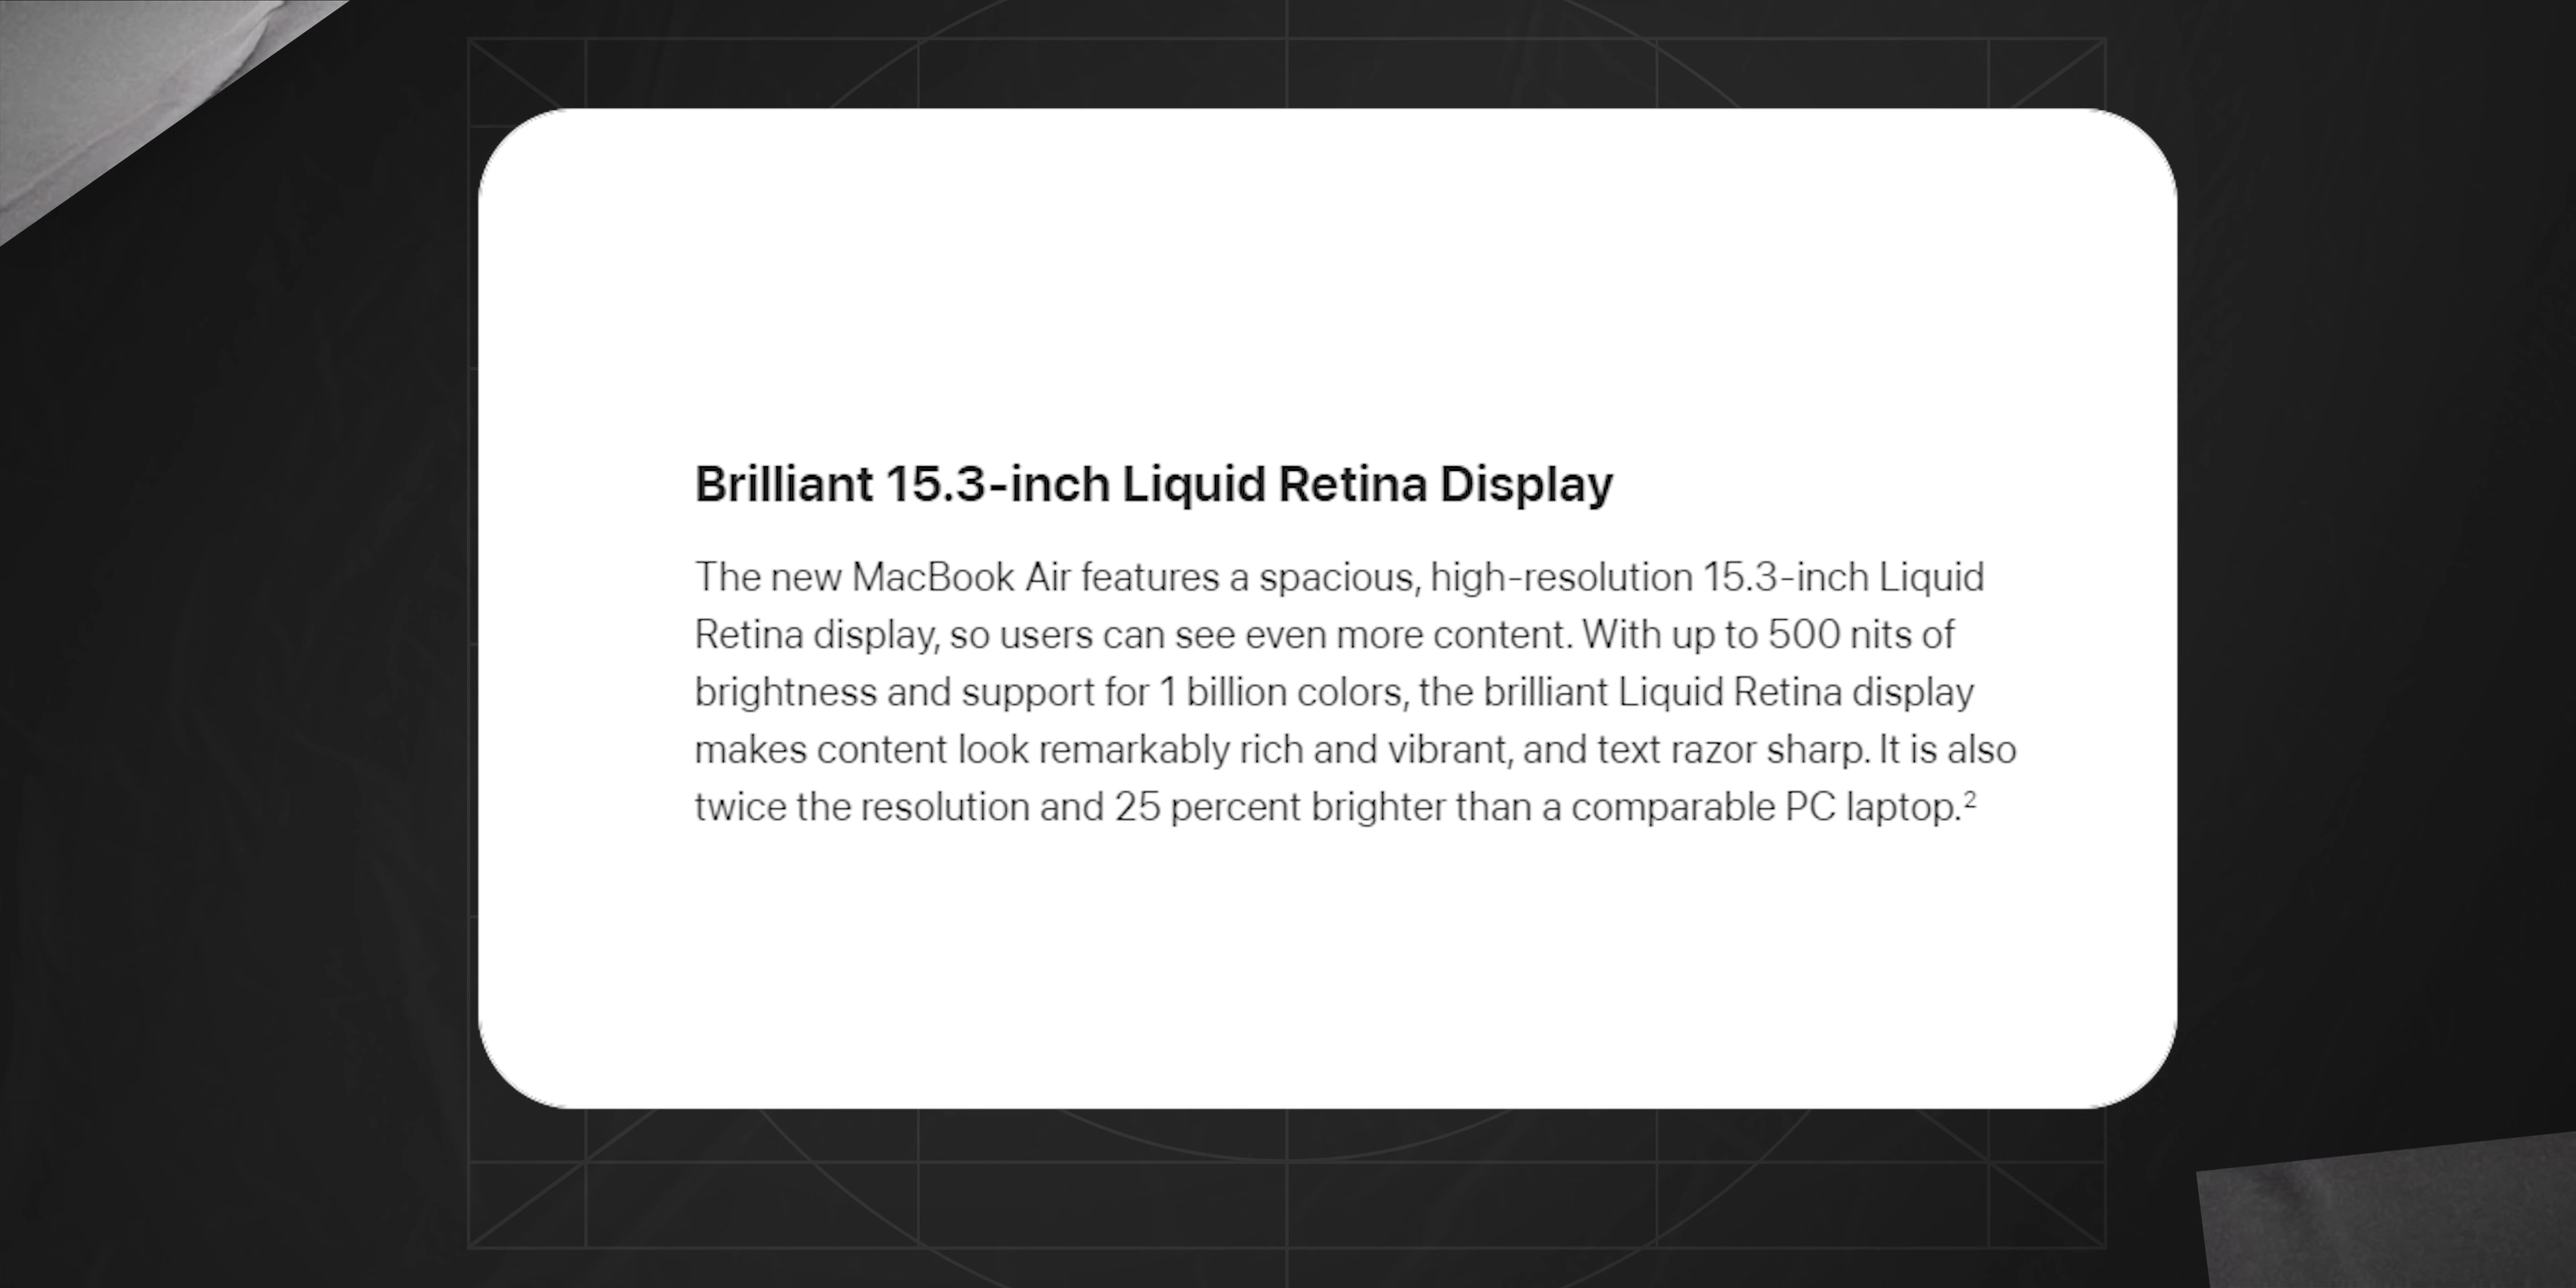 Brilliant 15.3-inch Liquid Retina Display
The new MacBook Air features a spacious, high-resolution 15.3-inch Liquid
Retina display, so users can see even more content. With up to 500 nits of
brightness and support for 1 billion colors, the brilliant Liquid Retina display
makes content look remarkably rich and vibrant, and text razor sharp. It is also
twice the resolution and 25 percent brighter than a comparable PC laptop.²